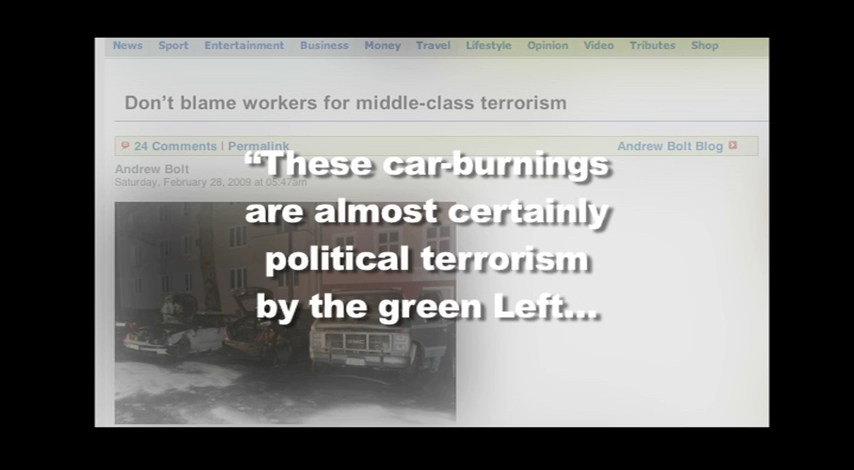 News Sport Entertainment Business Money Travel Lifestyle Opinion Video Tributes Shop
Don't blame workers for middle-class terrorism
24 Comments | Permalink Andrew Bolt Blog
Andrew Bolt
Saturday, February 28, 2009 at 05:47am
“These car-burnings
are almost certainly
political terrorism
by the green Left...